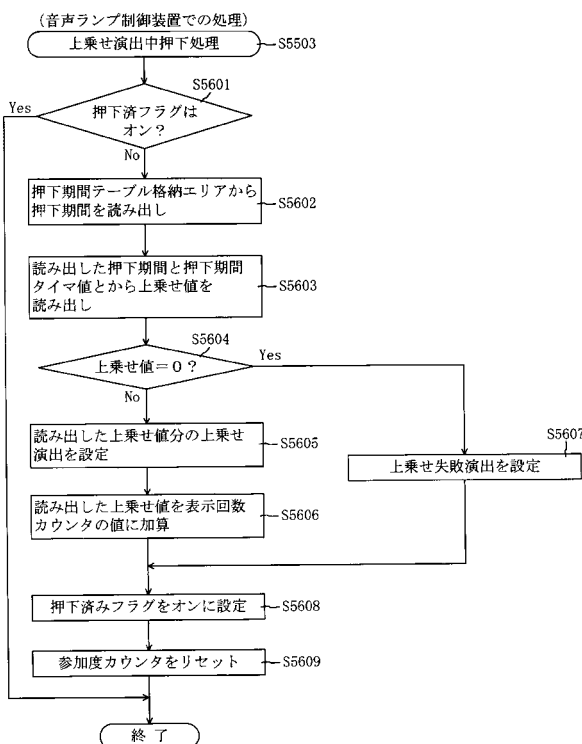 (音声ランプ制御装置での処理)
上乗せ演出中押下処理
S5503
S5601
押下済フラグは
オン?
Yes
No
押下期間テーブル格納エリアから
押下期間を読み出し
S5602
読み出した押下期間と押下期間
タイマ値とから上乗せ値を
読み出し
S5603
S5604
上乗せ値=0?
Yes
No
読み出した上乗せ値分の上乗せ
演出を設定
S5605
S5607
上乗せ失敗演出を設定
読み出した上乗せ値を表示回数
カウンタの値に加算
S5606
押下済みフラグをオンに設定
S5608
参加度カウンタをリセット
S5609
終了